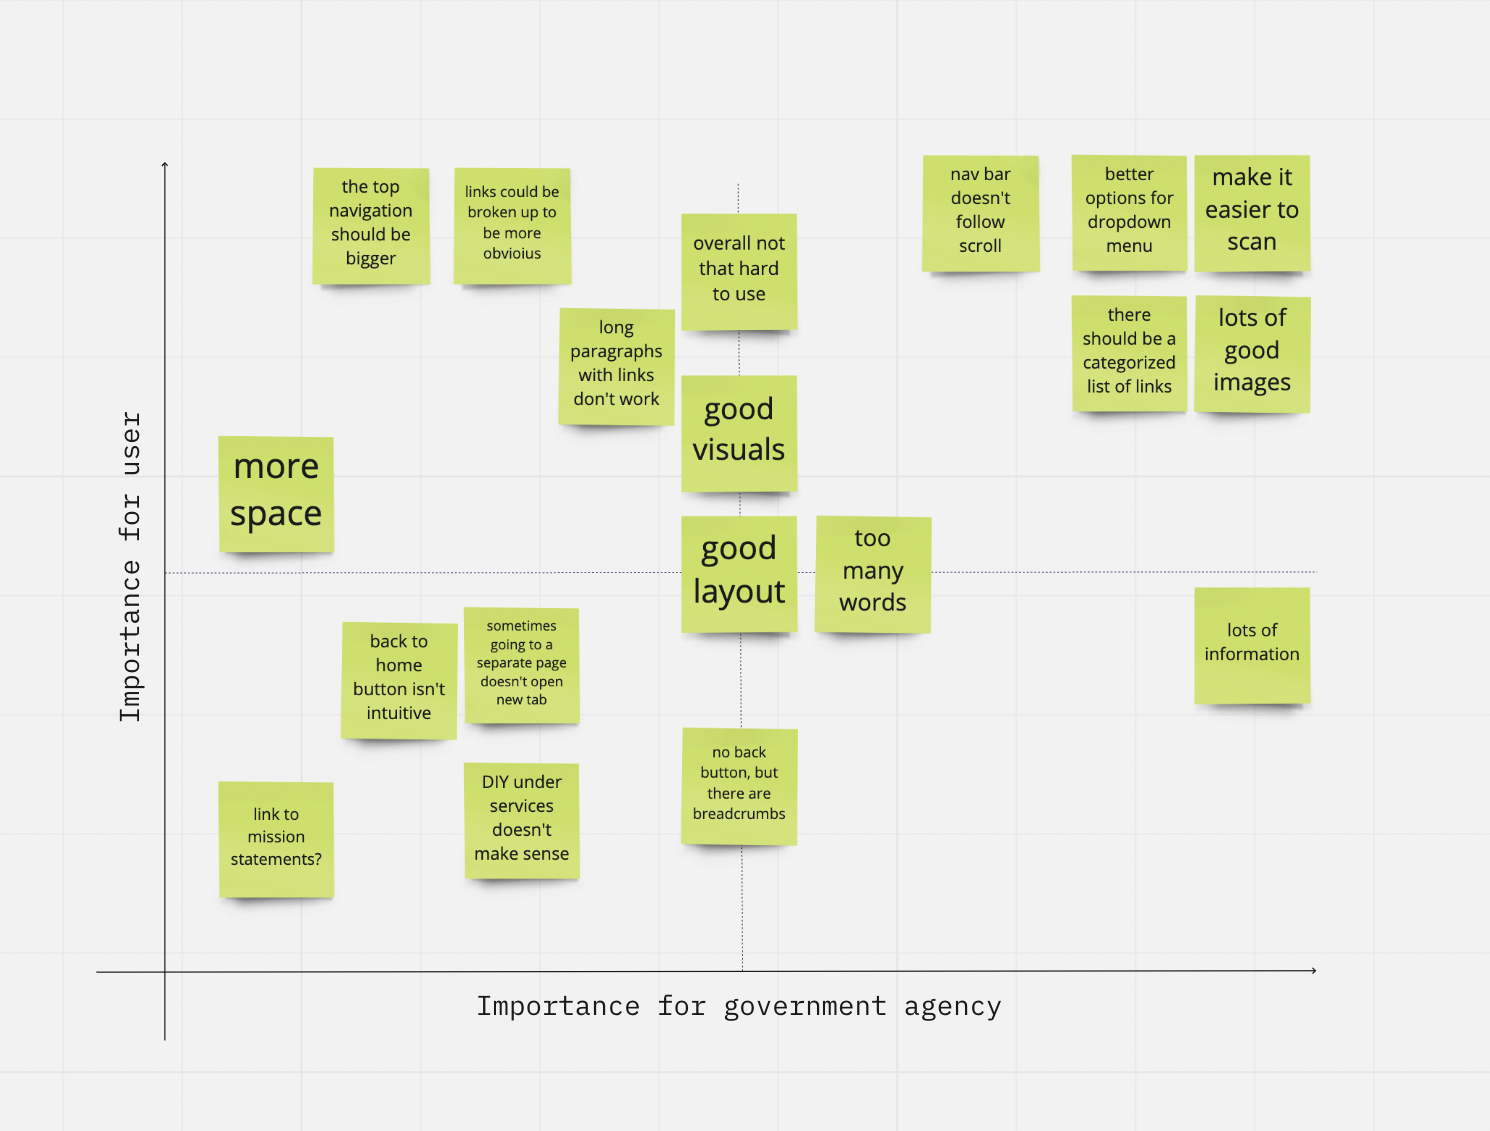 the top
navigation
should be
bigger
links could be
broken up to
be more
obvioius
overall not
that hard
to use
nav bar
doesn't
follow
scroll
better
options for
dropdown
menu
make it
easier to
scan
long
paragraphs
with links
don't work
good
visuals
there
should be a
categorized
list of links
lots of
good
images
more
space
good
layout
too
many
words
lots of
information
back to
home
button isn't
intuitive
sometimes
going to a
separate page
doesn't open
new tab
link to
mission
statements?
DIY under
services
doesn't
make sense
no back
button, but
there are
breadcrumbs
Importance for user
Importance for government agency